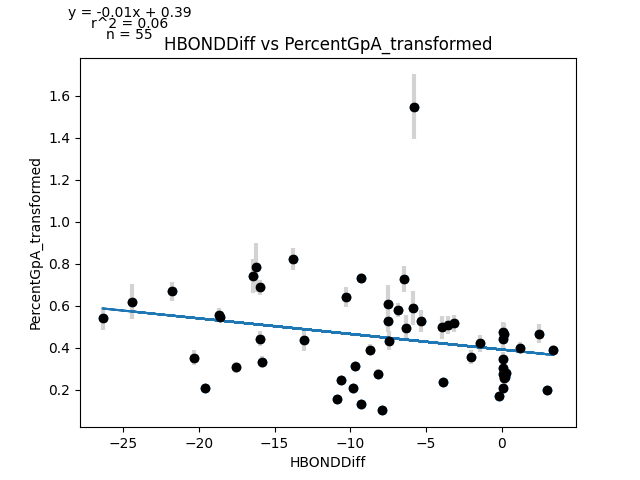 y = -0.01x + 0.39
r^2 = 0.06
n = 55
HBONDDiff vs PercentGpA_transformed
PercentGpA_transformed
1.6
1.4
1.2
1.0
0.8
0.6
0.4
0.2
−25
−20
−15
−10
−5
0
HBONDDiff